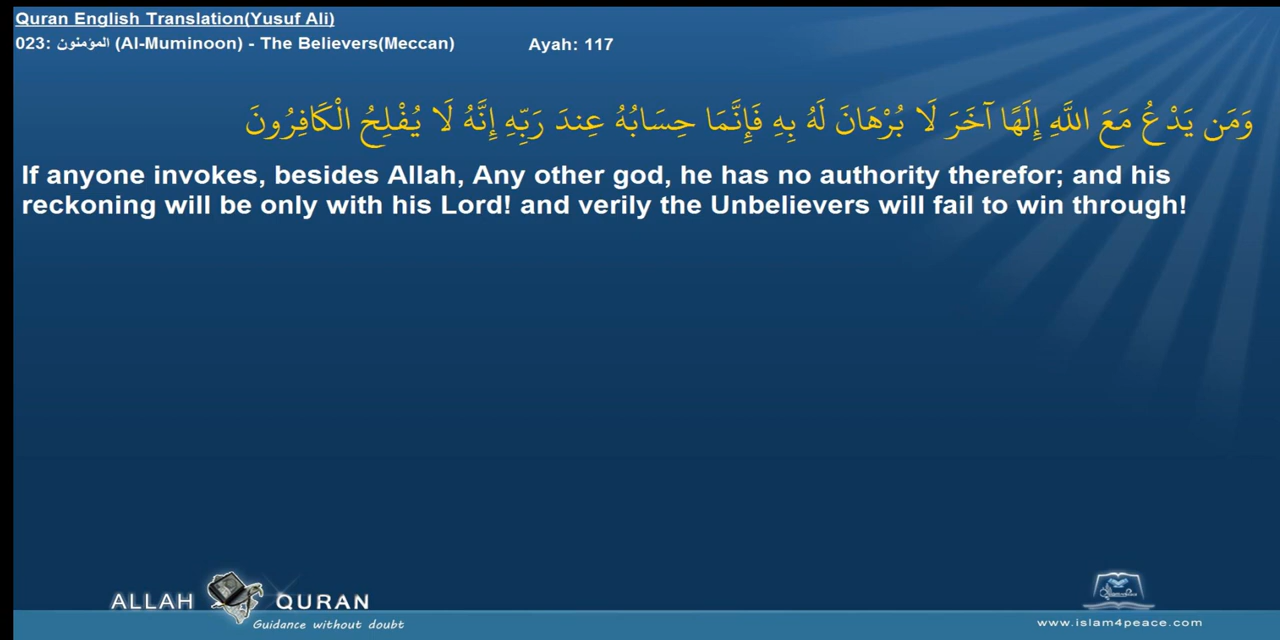 Quran English Translation(Yusuf Ali)
023: المؤمنون (Al-Muminoon) - The Believers(Meccan) Ayah: 117
وَمَن يَدْعُ مَعَ اللَّهِ إِلَهًا آخَرَ لَا بُرْهَانَ لَهُ بِهِ فَإِنَّمَا حِسَابُهُ عِندَ رَبِّهِ إِنَّهُ لَا يُفْلِحُ الْكَافِرُونَ
If anyone invokes, besides Allah, Any other god, he has no authority therefor; and his
reckoning will be only with his Lord! and verily the Unbelievers will fail to win through!
ALLAH QURAN
Guidance without doubt
www.islam4peace.com